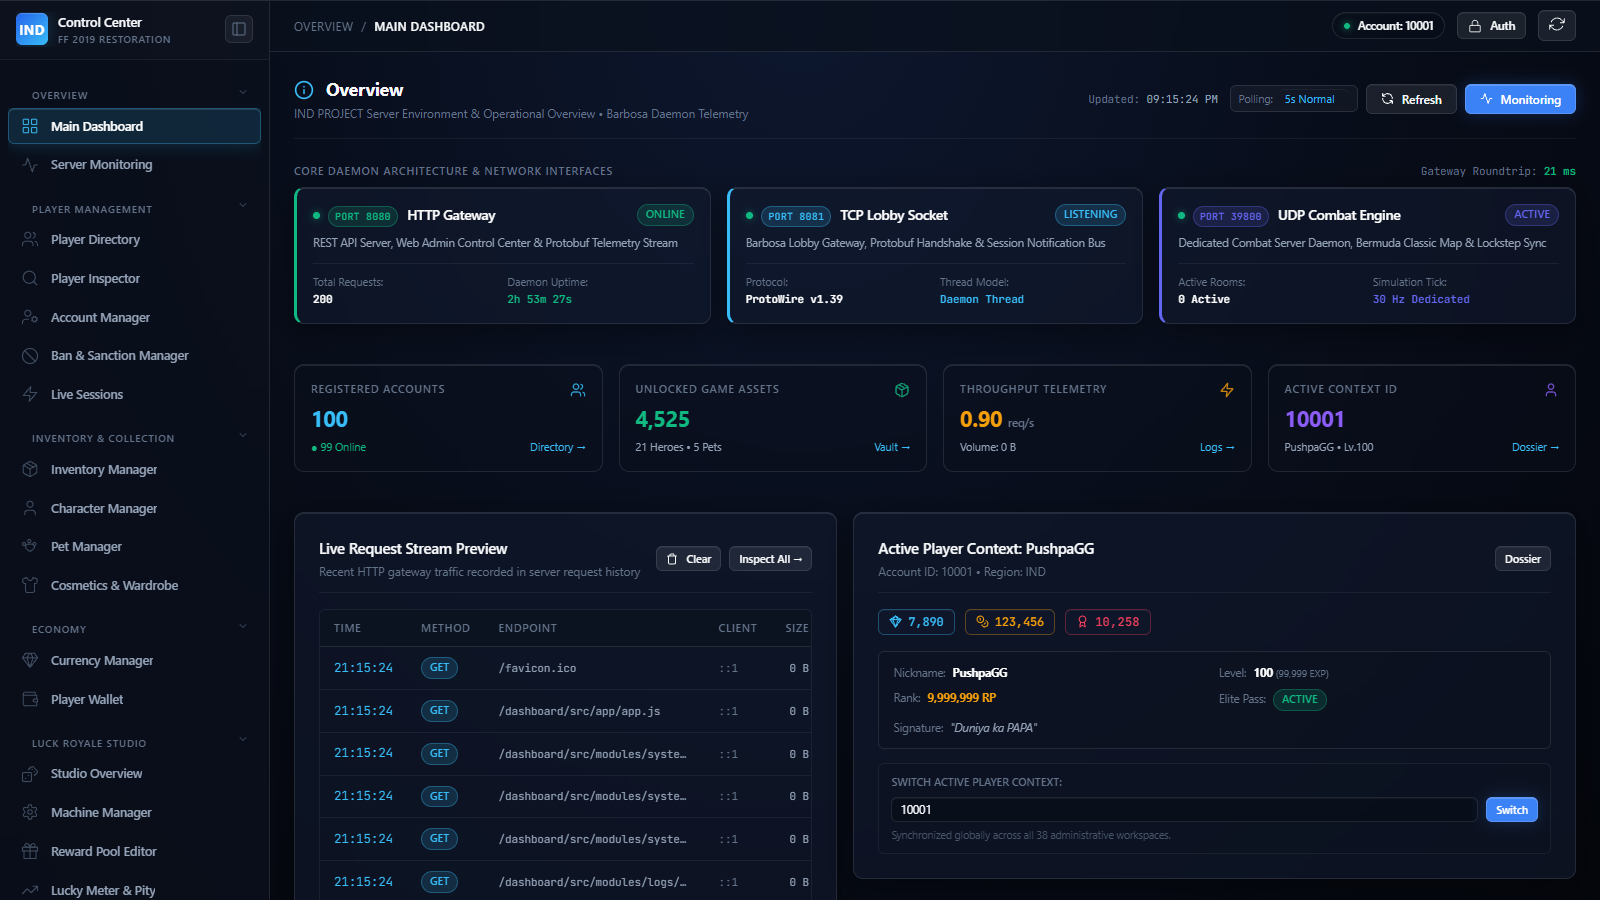 IND
Control Center
FF 2019 RESTORATION
OVERVIEW / MAIN DASHBOARD
Account: 10001
Auth
OVERVIEW
Main Dashboard
Server Monitoring
PLAYER MANAGEMENT
Player Directory
Player Inspector
Account Manager
Ban & Sanction Manager
Live Sessions
INVENTORY & COLLECTION
Inventory Manager
Character Manager
Pet Manager
Cosmetics & Wardrobe
ECONOMY
Currency Manager
Player Wallet
LUCK ROYALE STUDIO
Studio Overview
Machine Manager
Reward Pool Editor
Lucky Meter & Pity
Overview
IND PROJECT Server Environment & Operational Overview • Barbosa Daemon Telemetry
Updated: 09:15:24 PM
Polling: 5s Normal
Refresh
Monitoring
CORE DAEMON ARCHITECTURE & NETWORK INTERFACES
Gateway Roundtrip: 21 ms
PORT 8080 HTTP Gateway ONLINE
REST API Server, Web Admin Control Center & Protobuf Telemetry Stream
Total Requests: Daemon Uptime:
200 2h 53m 27s
PORT 8081 TCP Lobby Socket LISTENING
Barbosa Lobby Gateway, Protobuf Handshake & Session Notification Bus
Protocol: Thread Model:
ProtoWire v1.39 Daemon Thread
PORT 39800 UDP Combat Engine ACTIVE
Dedicated Combat Server Daemon, Bermuda Classic Map & Lockstep Sync
Active Rooms: Simulation Tick:
0 Active 30 Hz Dedicated
REGISTERED ACCOUNTS
100
● 99 Online Directory →
UNLOCKED GAME ASSETS
4,525
21 Heroes • 5 Pets Vault →
THROUGHPUT TELEMETRY
0.90 req/s
Volume: 0 B Logs →
ACTIVE CONTEXT ID
10001
PushpaGG • Lv.100 Dossier →
Live Request Stream Preview
Recent HTTP gateway traffic recorded in server request history
Clear
Inspect All →
TIME METHOD ENDPOINT CLIENT SIZE
21:15:24 GET /favicon.ico ::1 0 B
21:15:24 GET /dashboard/src/app/app.js ::1 0 B
21:15:24 GET /dashboard/src/modules/syste… ::1 0 B
21:15:24 GET /dashboard/src/modules/syste… ::1 0 B
21:15:24 GET /dashboard/src/modules/syste… ::1 0 B
21:15:24 GET /dashboard/src/modules/logs/… ::1 0 B
Active Player Context: PushpaGG
Account ID: 10001 • Region: IND
Dossier
7,890
123,456
10,258
Nickname: PushpaGG
Level: 100 (99,999 EXP)
Rank: 9,999,999 RP
Elite Pass: ACTIVE
Signature: "Duniya ka PAPA"
SWITCH ACTIVE PLAYER CONTEXT:
10001
Switch
Synchronized globally across all 38 administrative workspaces.